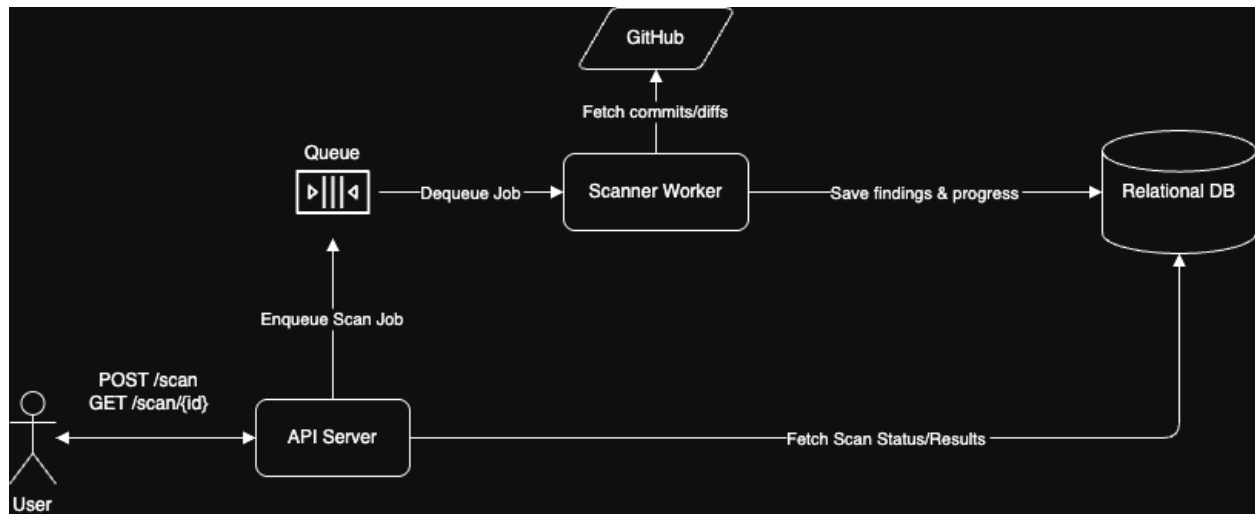 GitHub
Fetch commits/diffs
Queue
Dequeue Job
Scanner Worker
Save findings & progress
Relational DB
Enqueue Scan Job
POST /scan
GET /scan/{id}
API Server
Fetch Scan Status/Results
User